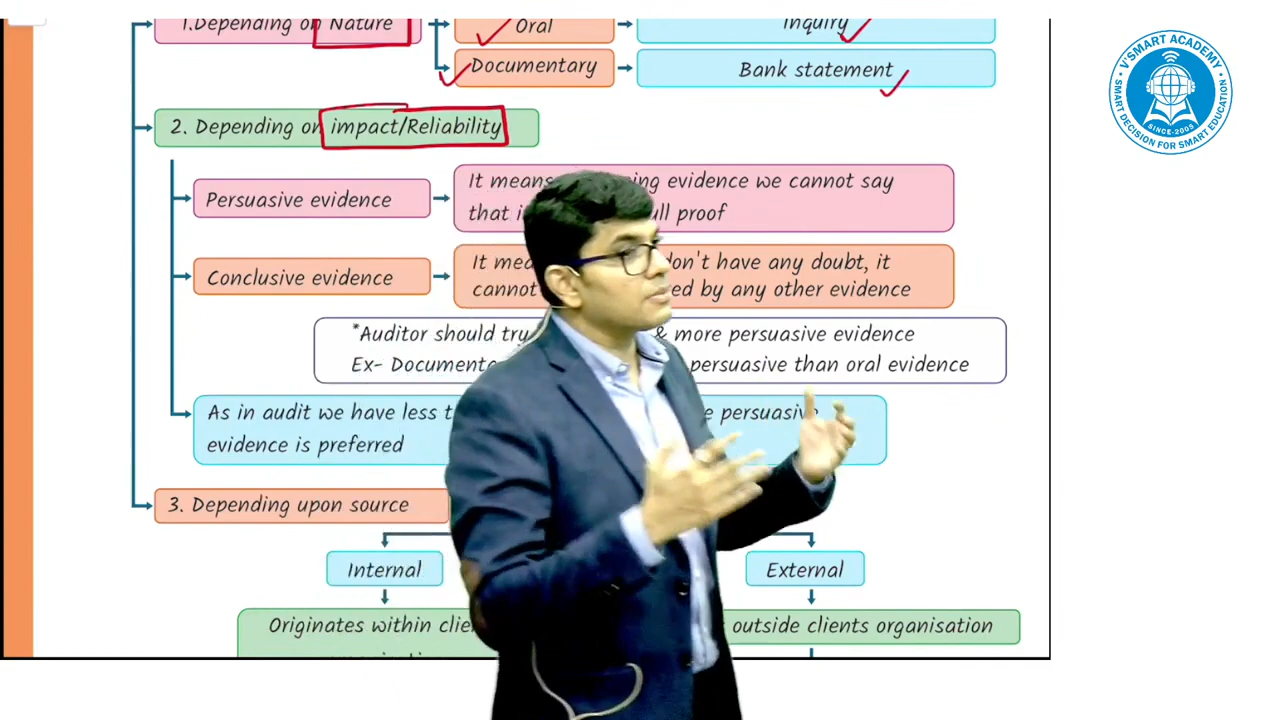 1.Depending on Nature
Oral
Inquiry
Documentary
Bank statement
2. Depending on impact/Reliability
Persuasive evidence
It means ing evidence we cannot say
that ll proof
Conclusive evidence
It don't have any doubt, it
cannot ed by any other evidence
*Auditor should try & more persuasive evidence
Ex- persuasive than oral evidence
As in audit we have less persuasive
evidence is preferred
3. Depending upon source
Internal
External
Originates within
outside clients organisation
V'SMART ACADEMY
SINCE-2005
SMART DECISION FOR SMART EDUCATION